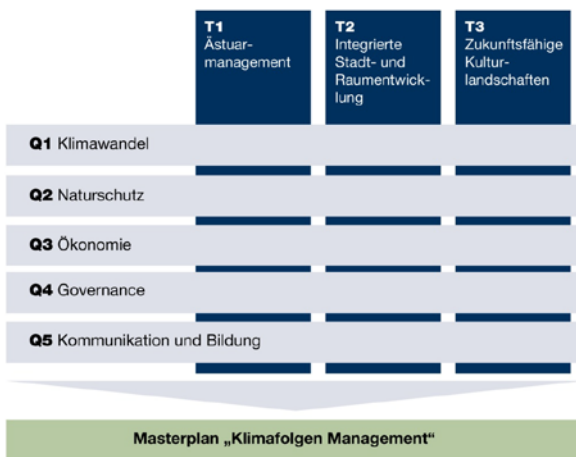 T1
Ästuar-
management
T2
Integrierte
Stadt- und
Raumentwick-
lung
T3
Zukunftsfähige
Kultur-
landschaften
Q1 Klimawandel
Q2 Naturschutz
Q3 Ökonomie
Q4 Governance
Q5 Kommunikation und Bildung
Masterplan „Klimafolgen Management“